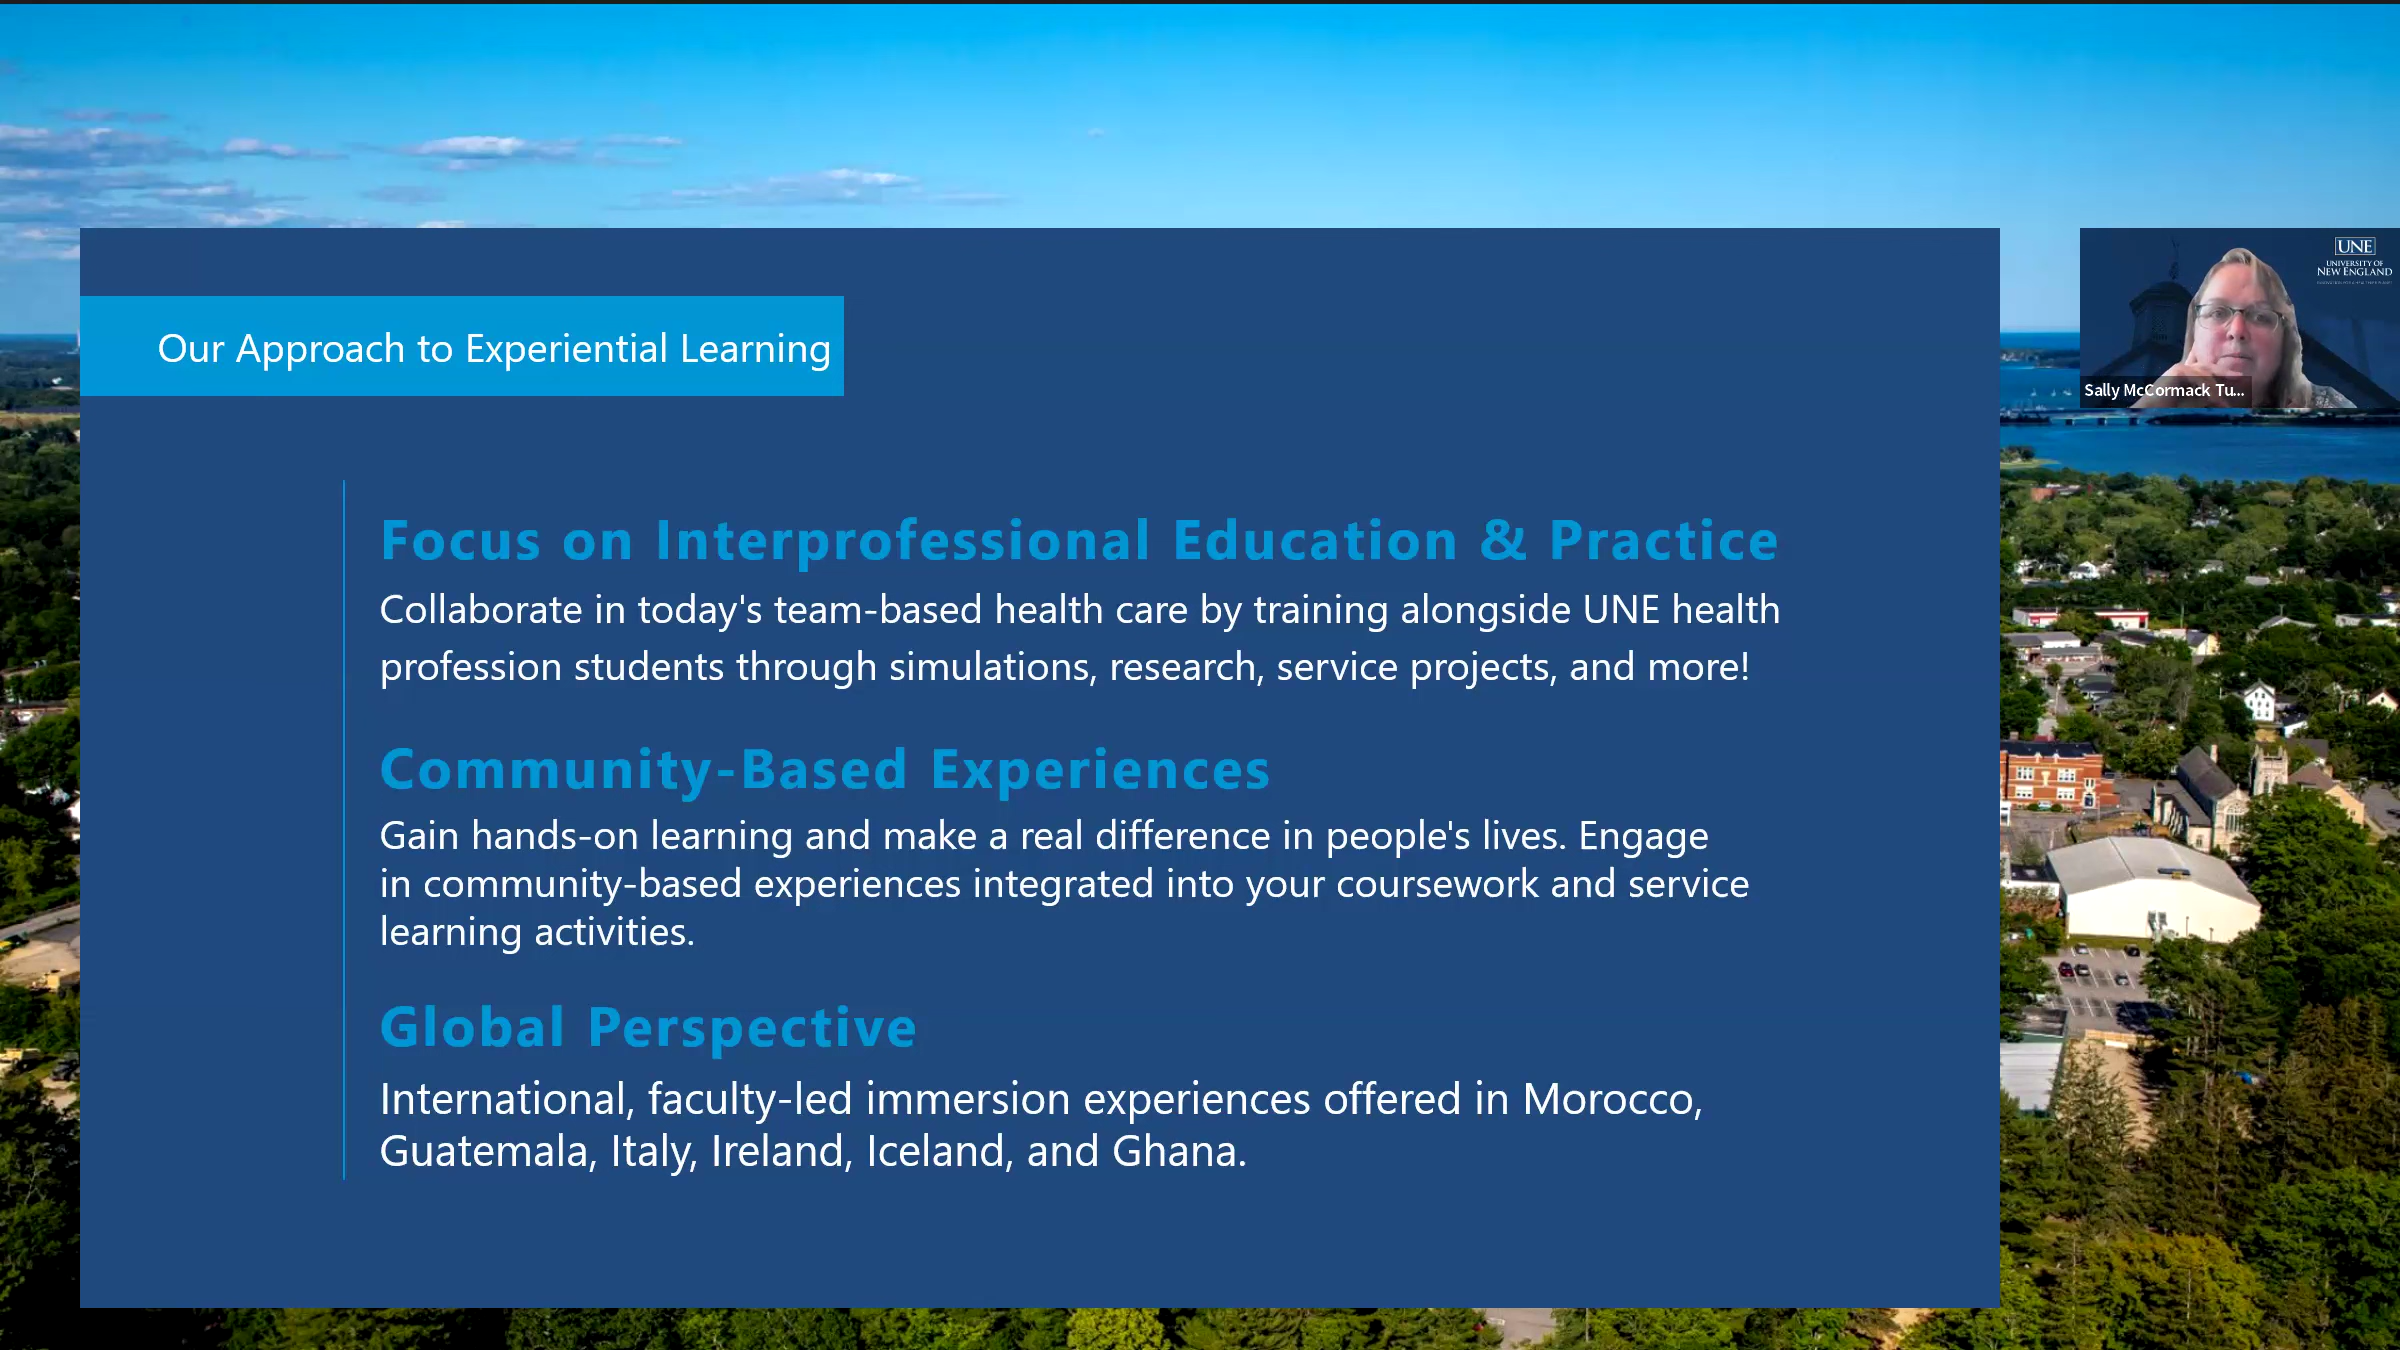 Our Approach to Experiential Learning
Focus on Interprofessional Education & Practice
Collaborate in today's team-based health care by training alongside UNE health
profession students through simulations, research, service projects, and more!
Community-Based Experiences
Gain hands-on learning and make a real difference in people's lives. Engage
in community-based experiences integrated into your coursework and service
learning activities.
Global Perspective
International, faculty-led immersion experiences offered in Morocco,
Guatemala, Italy, Ireland, Iceland, and Ghana.
UNE
UNIVERSITY OF
NEW ENGLAND
Sally McCormack Tu...